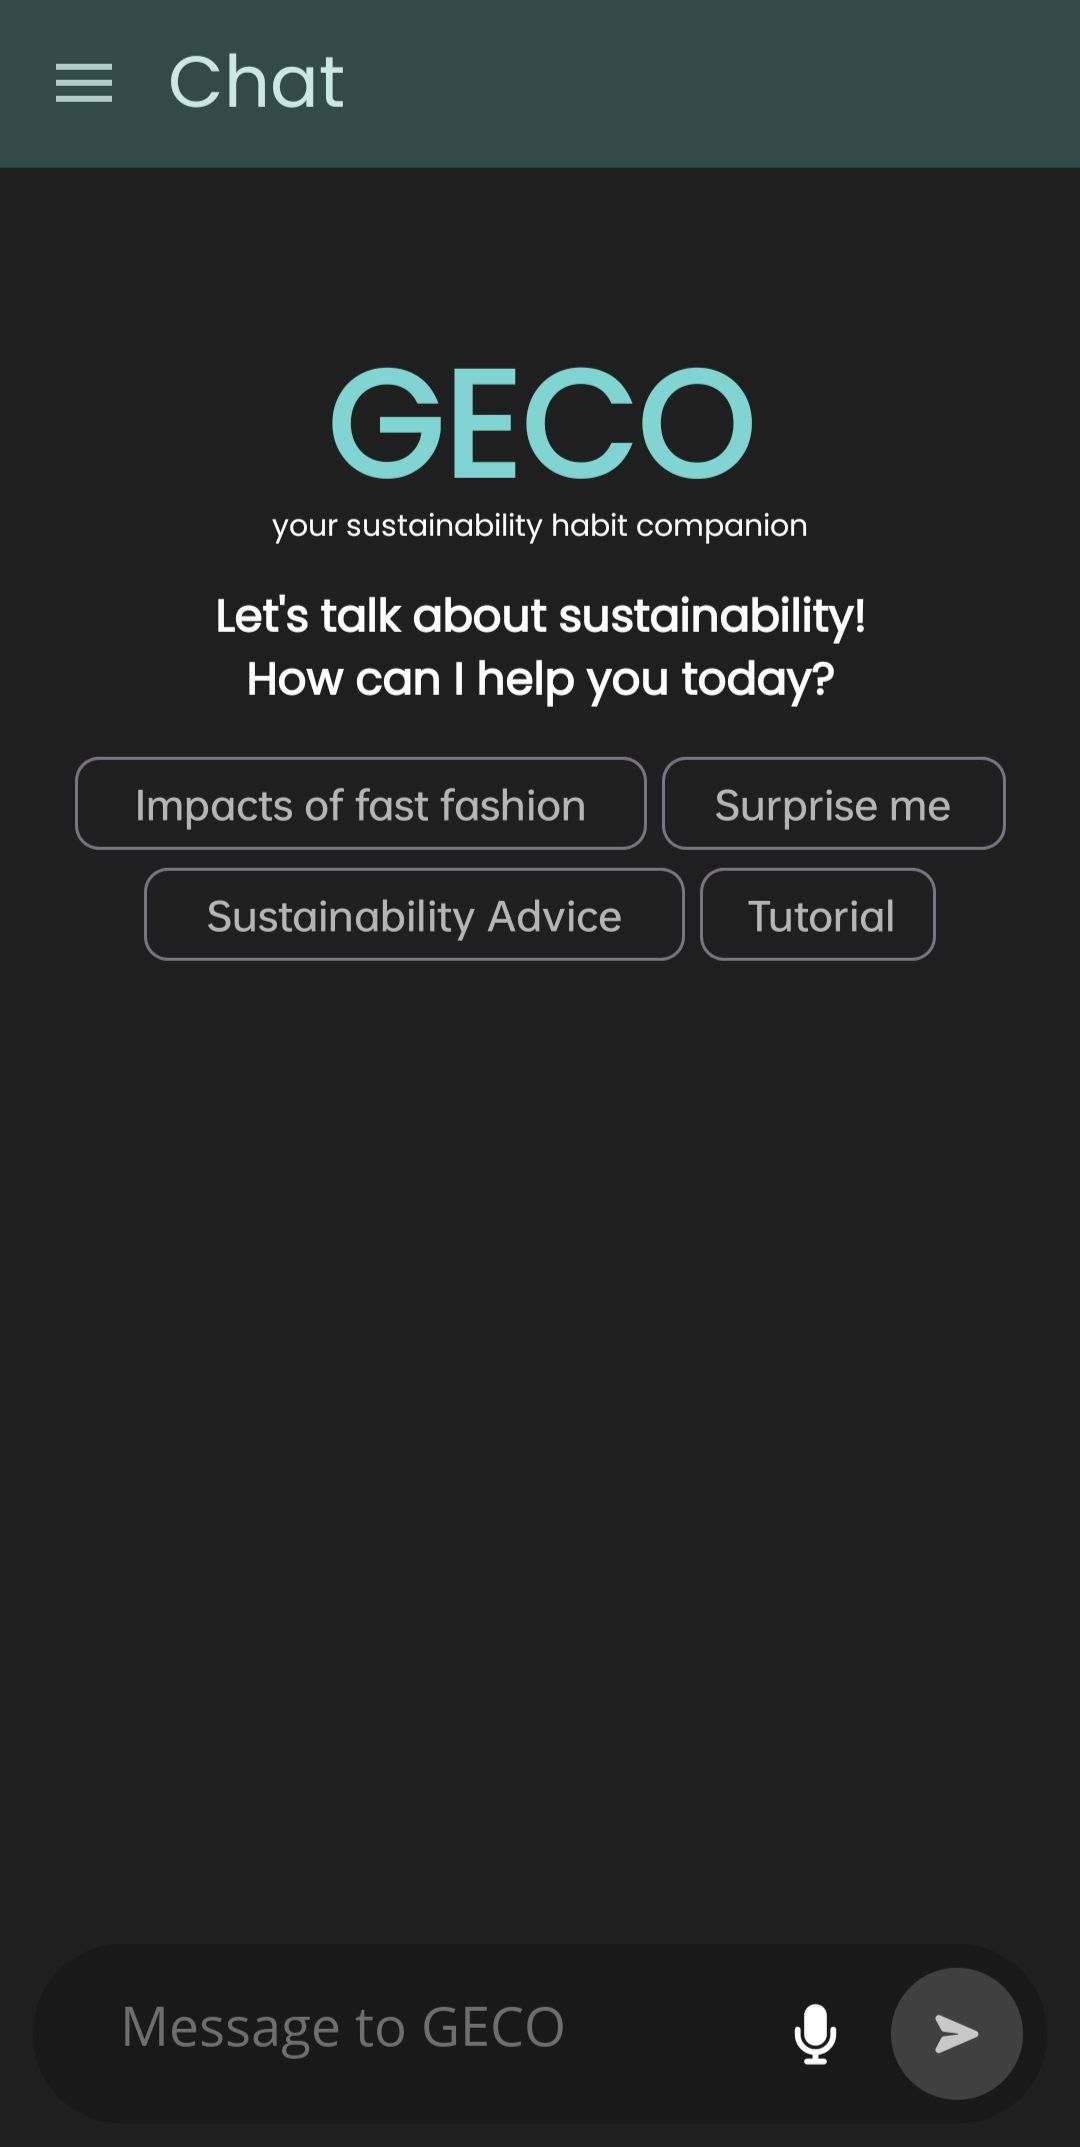 Chat
GECO
your sustainability habit companion
Let's talk about sustainability!
How can I help you today?
Impacts of fast fashion
Surprise me
Sustainability Advice
Tutorial
Message to GECO